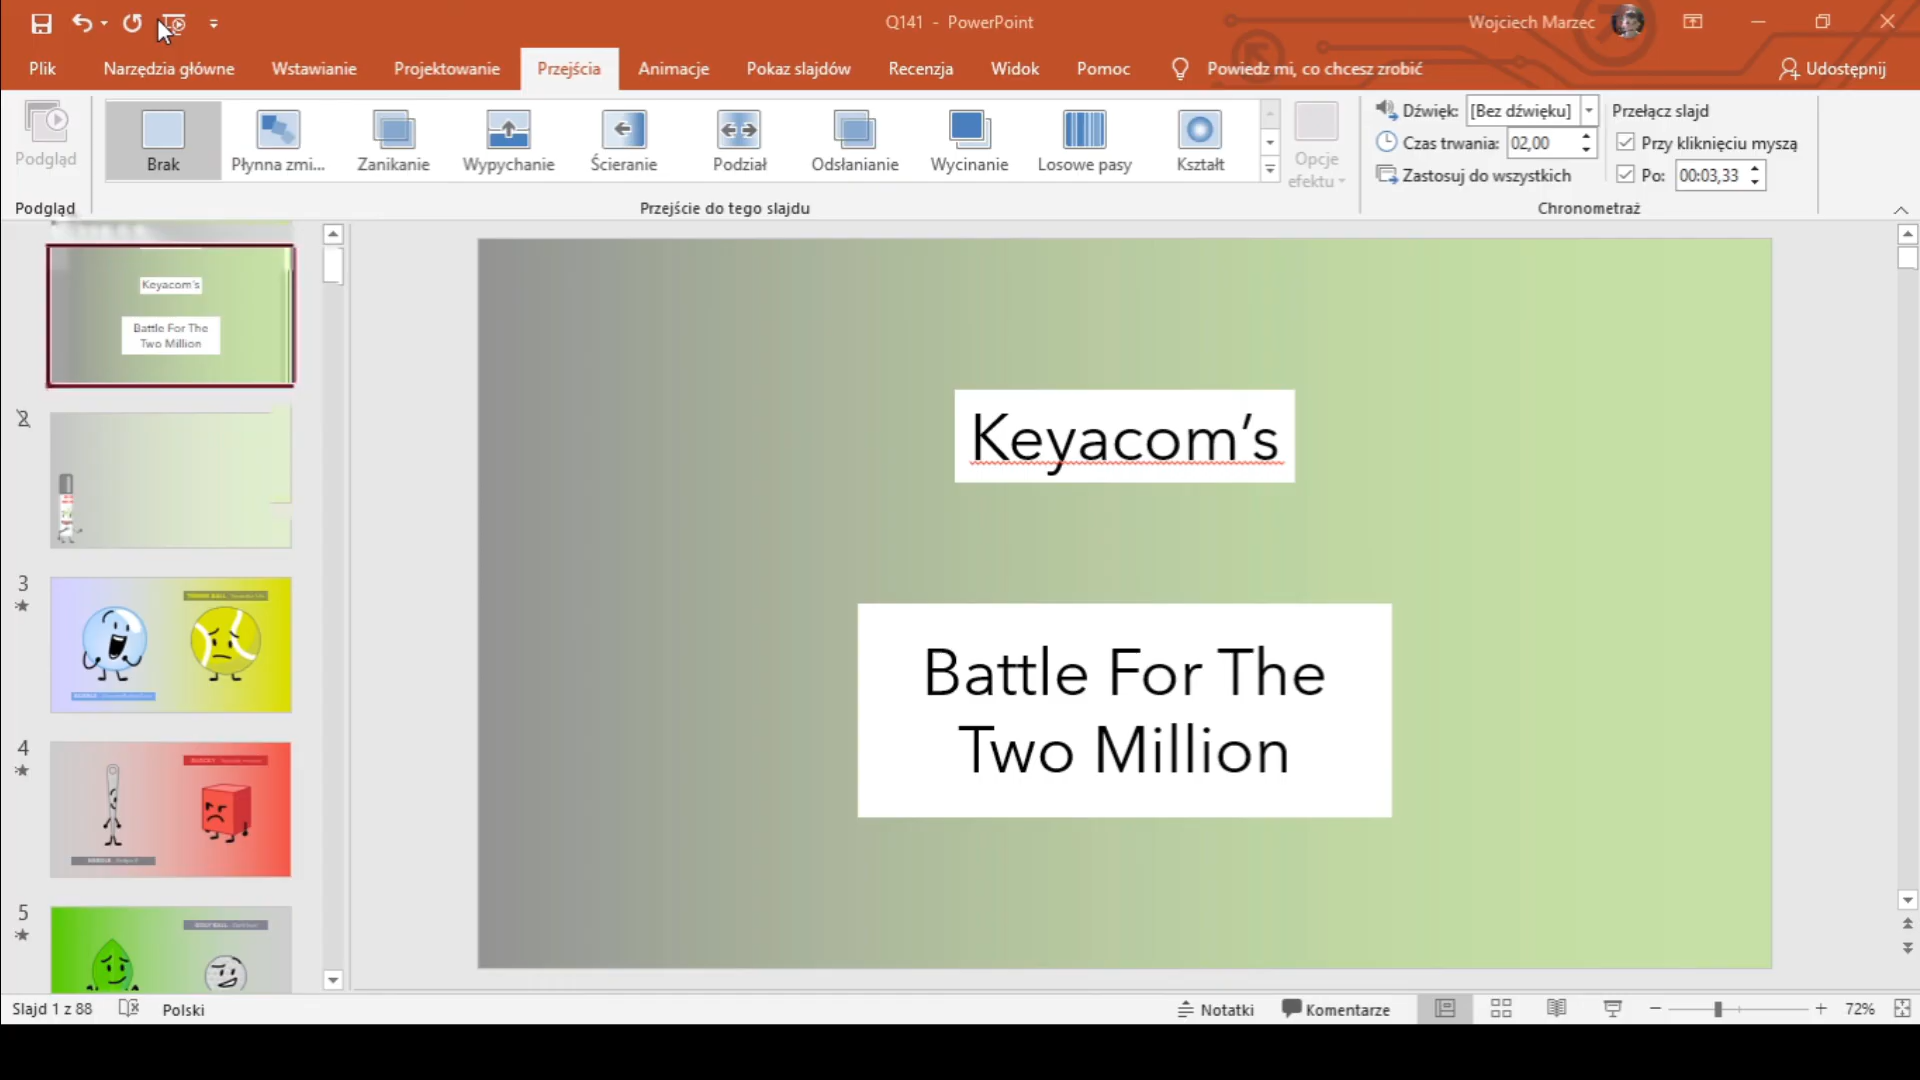 Q141 - PowerPoint
Wojciech Marzec
Plik
Narzędzia główne
Wstawianie
Projektowanie
Przejścia
Animacje
Pokaz slajdów
Recenzja
Widok
Pomoc
Powiedz mi, co chcesz zrobić
Udostępnij
Podgląd
Brak
Płynna zmi...
Zanikanie
Wypychanie
Ścieranie
Podział
Odsłanianie
Wycinanie
Losowe pasy
Kształt
Opcje
efektu
Dźwięk: [Bez dźwięku]
Czas trwania: 02,00
Zastosuj do wszystkich
Przełącz slajd
Przy kliknięciu myszą
Po: 00:03,33
Podgląd
Przejście do tego slajdu
Chronometraż
Keyacom's
Battle For The
Two Million
2
3
4
5
Keyacom's
Battle For The
Two Million
Slajd 1 z 88
Polski
Notatki
Komentarze
72%